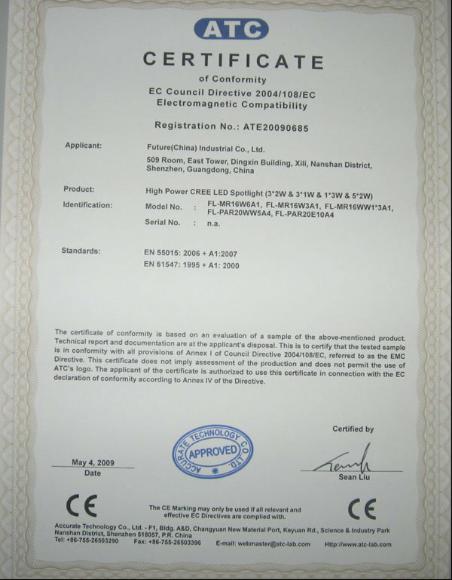 ATC
CERTIFICATE
of Conformity
EC Council Directive 2004/108/EC
Electromagnetic Compatibility
Registration No.: ATE20090685
Applicant: Future(China) Industrial Co., Ltd.
509 Room, East Tower, Dingxin Building, Xili, Nanshan District,
Shenzhen, Guangdong, China
Product: High Power CREE LED Spotlight (3*2W & 3*1W & 1*3W & 5*2W)
Identification: Model No. : FL-MR16W6A1, FL-MR16W3A1, FL-MR16WW1*3A1,
FL-PAR20WW5A4, FL-PAR20E10A4
Serial No. : n.a.
Standards: EN 55015: 2006 + A1:2007
EN 61547: 1995 + A1: 2000
The certificate of conformity is based on an evaluation of a sample of the above-mentioned product.
Technical report and documentation are at the applicant's disposal. This is to certify that the tested sample
is in conformity with all provisions of Annex I of Council Directive 2004/108/EC, referred to as the EMC
Directive. This certificate does not imply assessment of the production and does not permit the use of
ATC's logo. The applicant of the certificate is authorized to use this certificate in connection with the EC
declaration of conformity according to Annex IV of the Directive.
Certified by
ACCURATE TECHNOLOGY CO. LTD.
APPROVED
May 4, 2009
Date
Sean Liu
CE
CE
The CE Marking may only be used if all relevant and
effective EC Directives are complied with.
Accurate Technology Co., Ltd. - F1, Bldg. A&D, Changyuan New Material Port, Keyuan Rd., Science & Industry Park
Nanshan District, Shenzhen 518057, P.R. China
Tel: +86-755-26503290 Fax: +86-755-26503396 E-mail: webmaster@atc-lab.com Http://www.atc-lab.com